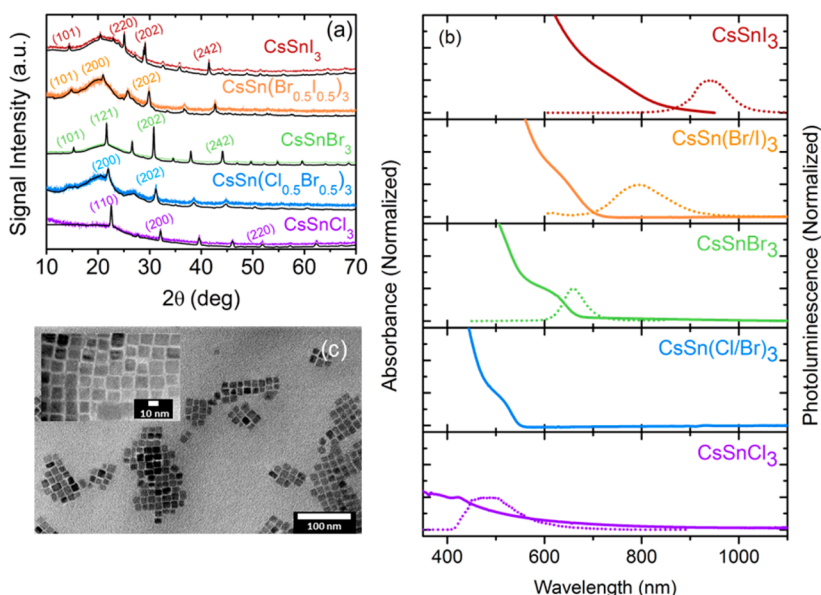 (a)
(101) (220) (202) (242) CsSnI₃
(101) (200) (202) CsSn(Br₀.₅I₀.₅)₃
(101) (121) (202) (242) CsSnBr₃
(200) (202) CsSn(Cl₀.₅Br₀.₅)₃
(110) (200) (220) CsSnCl₃
Signal Intensity (a.u.)
10 20 30 40 50 60 70
2θ (deg)
(c)
10 nm
100 nm
(b)
CsSnI₃
CsSn(Br/I)₃
CsSnBr₃
CsSn(Cl/Br)₃
CsSnCl₃
Absorbance (Normalized)
Photoluminescence (Normalized)
400 600 800 1000
Wavelength (nm)